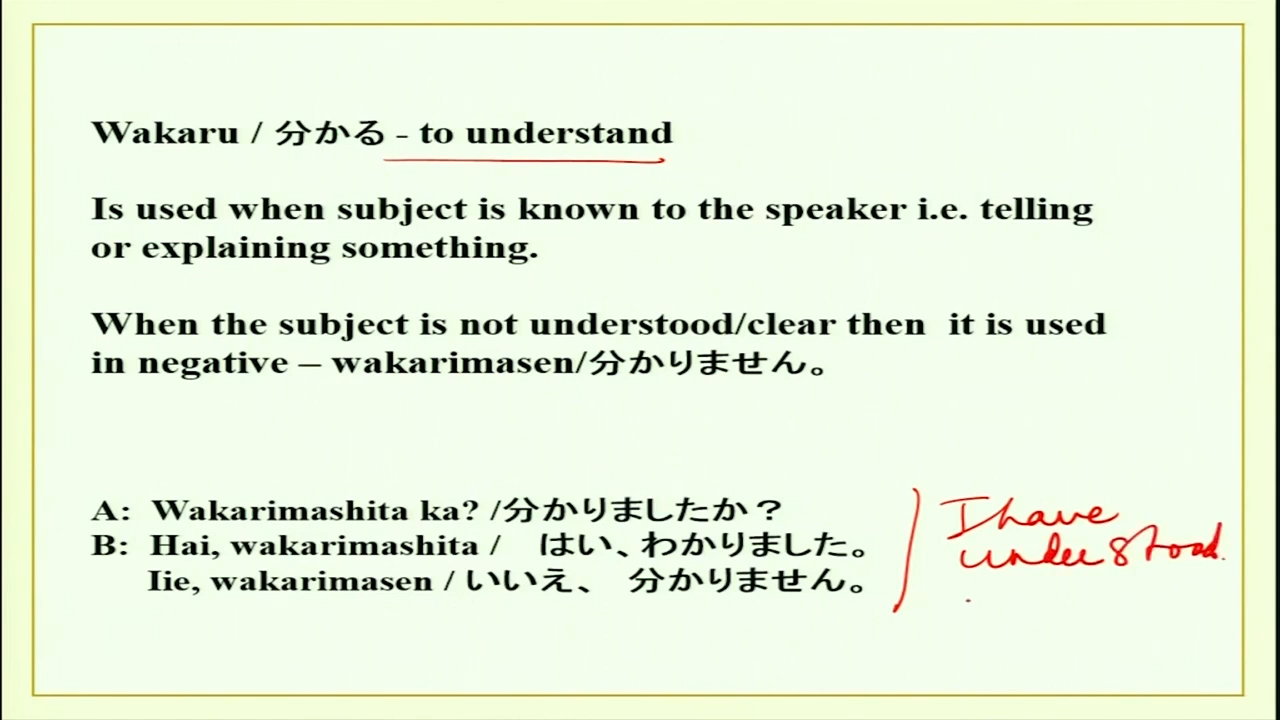 Wakaru / 分かる - to understand
Is used when subject is known to the speaker i.e. telling
or explaining something.
When the subject is not understood/clear then it is used
in negative – wakarimasen/分かりません。
A: Wakarimashita ka? /分かりましたか？
B: Hai, wakarimashita / はい、わかりました。
Iie, wakarimasen / いいえ、 分かりません。
I have
understood.